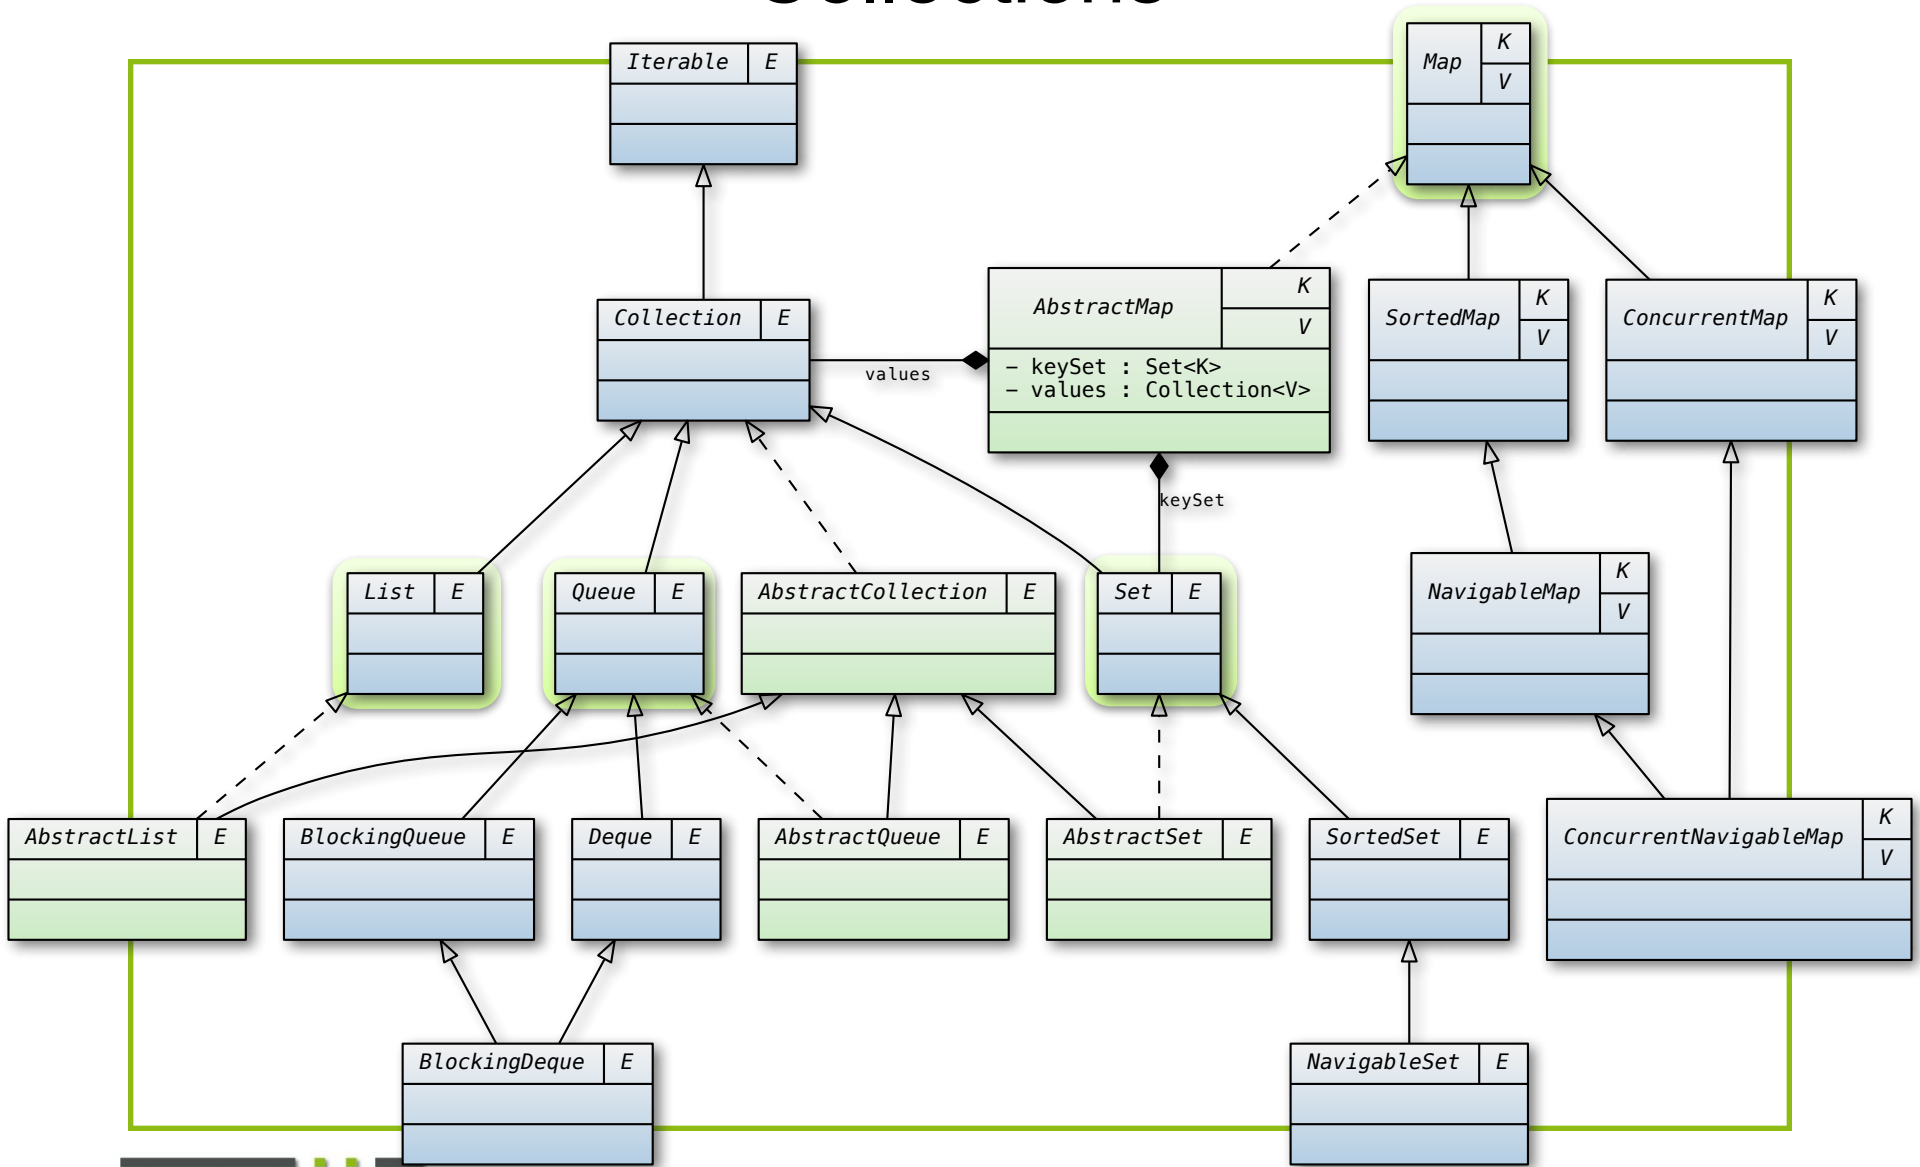 Collections
Iterable E
Map K
V
Collection E
AbstractMap K
V
- keySet : Set<K>
- values : Collection<V>
SortedMap K
V
ConcurrentMap K
V
values
keySet
List E
Queue E
AbstractCollection E
Set E
NavigableMap K
V
AbstractList E
BlockingQueue E
Deque E
AbstractQueue E
AbstractSet E
SortedSet E
ConcurrentNavigableMap K
V
BlockingDeque E
NavigableSet E